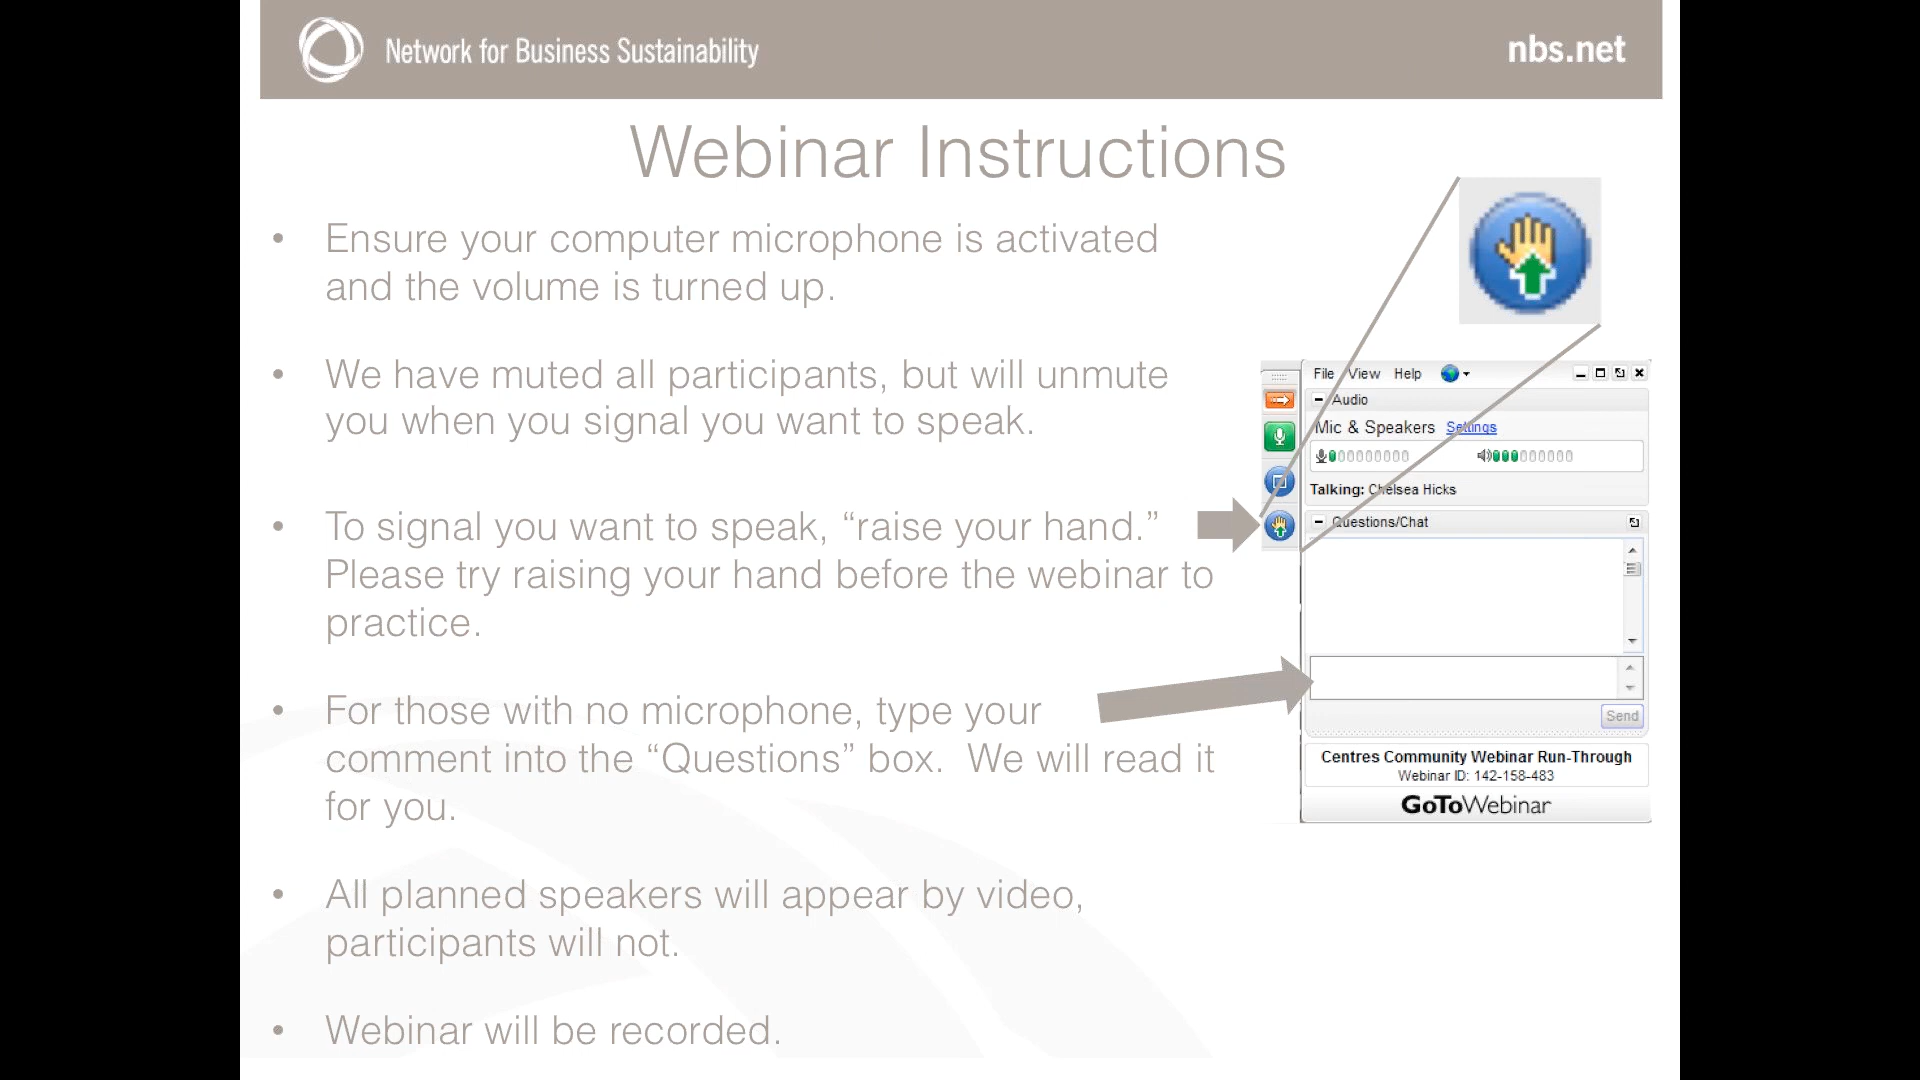 Network for Business Sustainability
nbs.net
Webinar Instructions
• Ensure your computer microphone is activated
and the volume is turned up.
• We have muted all participants, but will unmute
you when you signal you want to speak.
• To signal you want to speak, “raise your hand.”
Please try raising your hand before the webinar to
practice.
• For those with no microphone, type your
comment into the “Questions” box.  We will read it
for you.
• All planned speakers will appear by video,
participants will not.
• Webinar will be recorded.
File View Help
Audio
Mic & Speakers Settings
Talking: Chelsea Hicks
Questions/Chat
Send
Centres Community Webinar Run-Through
Webinar ID: 142-158-483
GoToWebinar